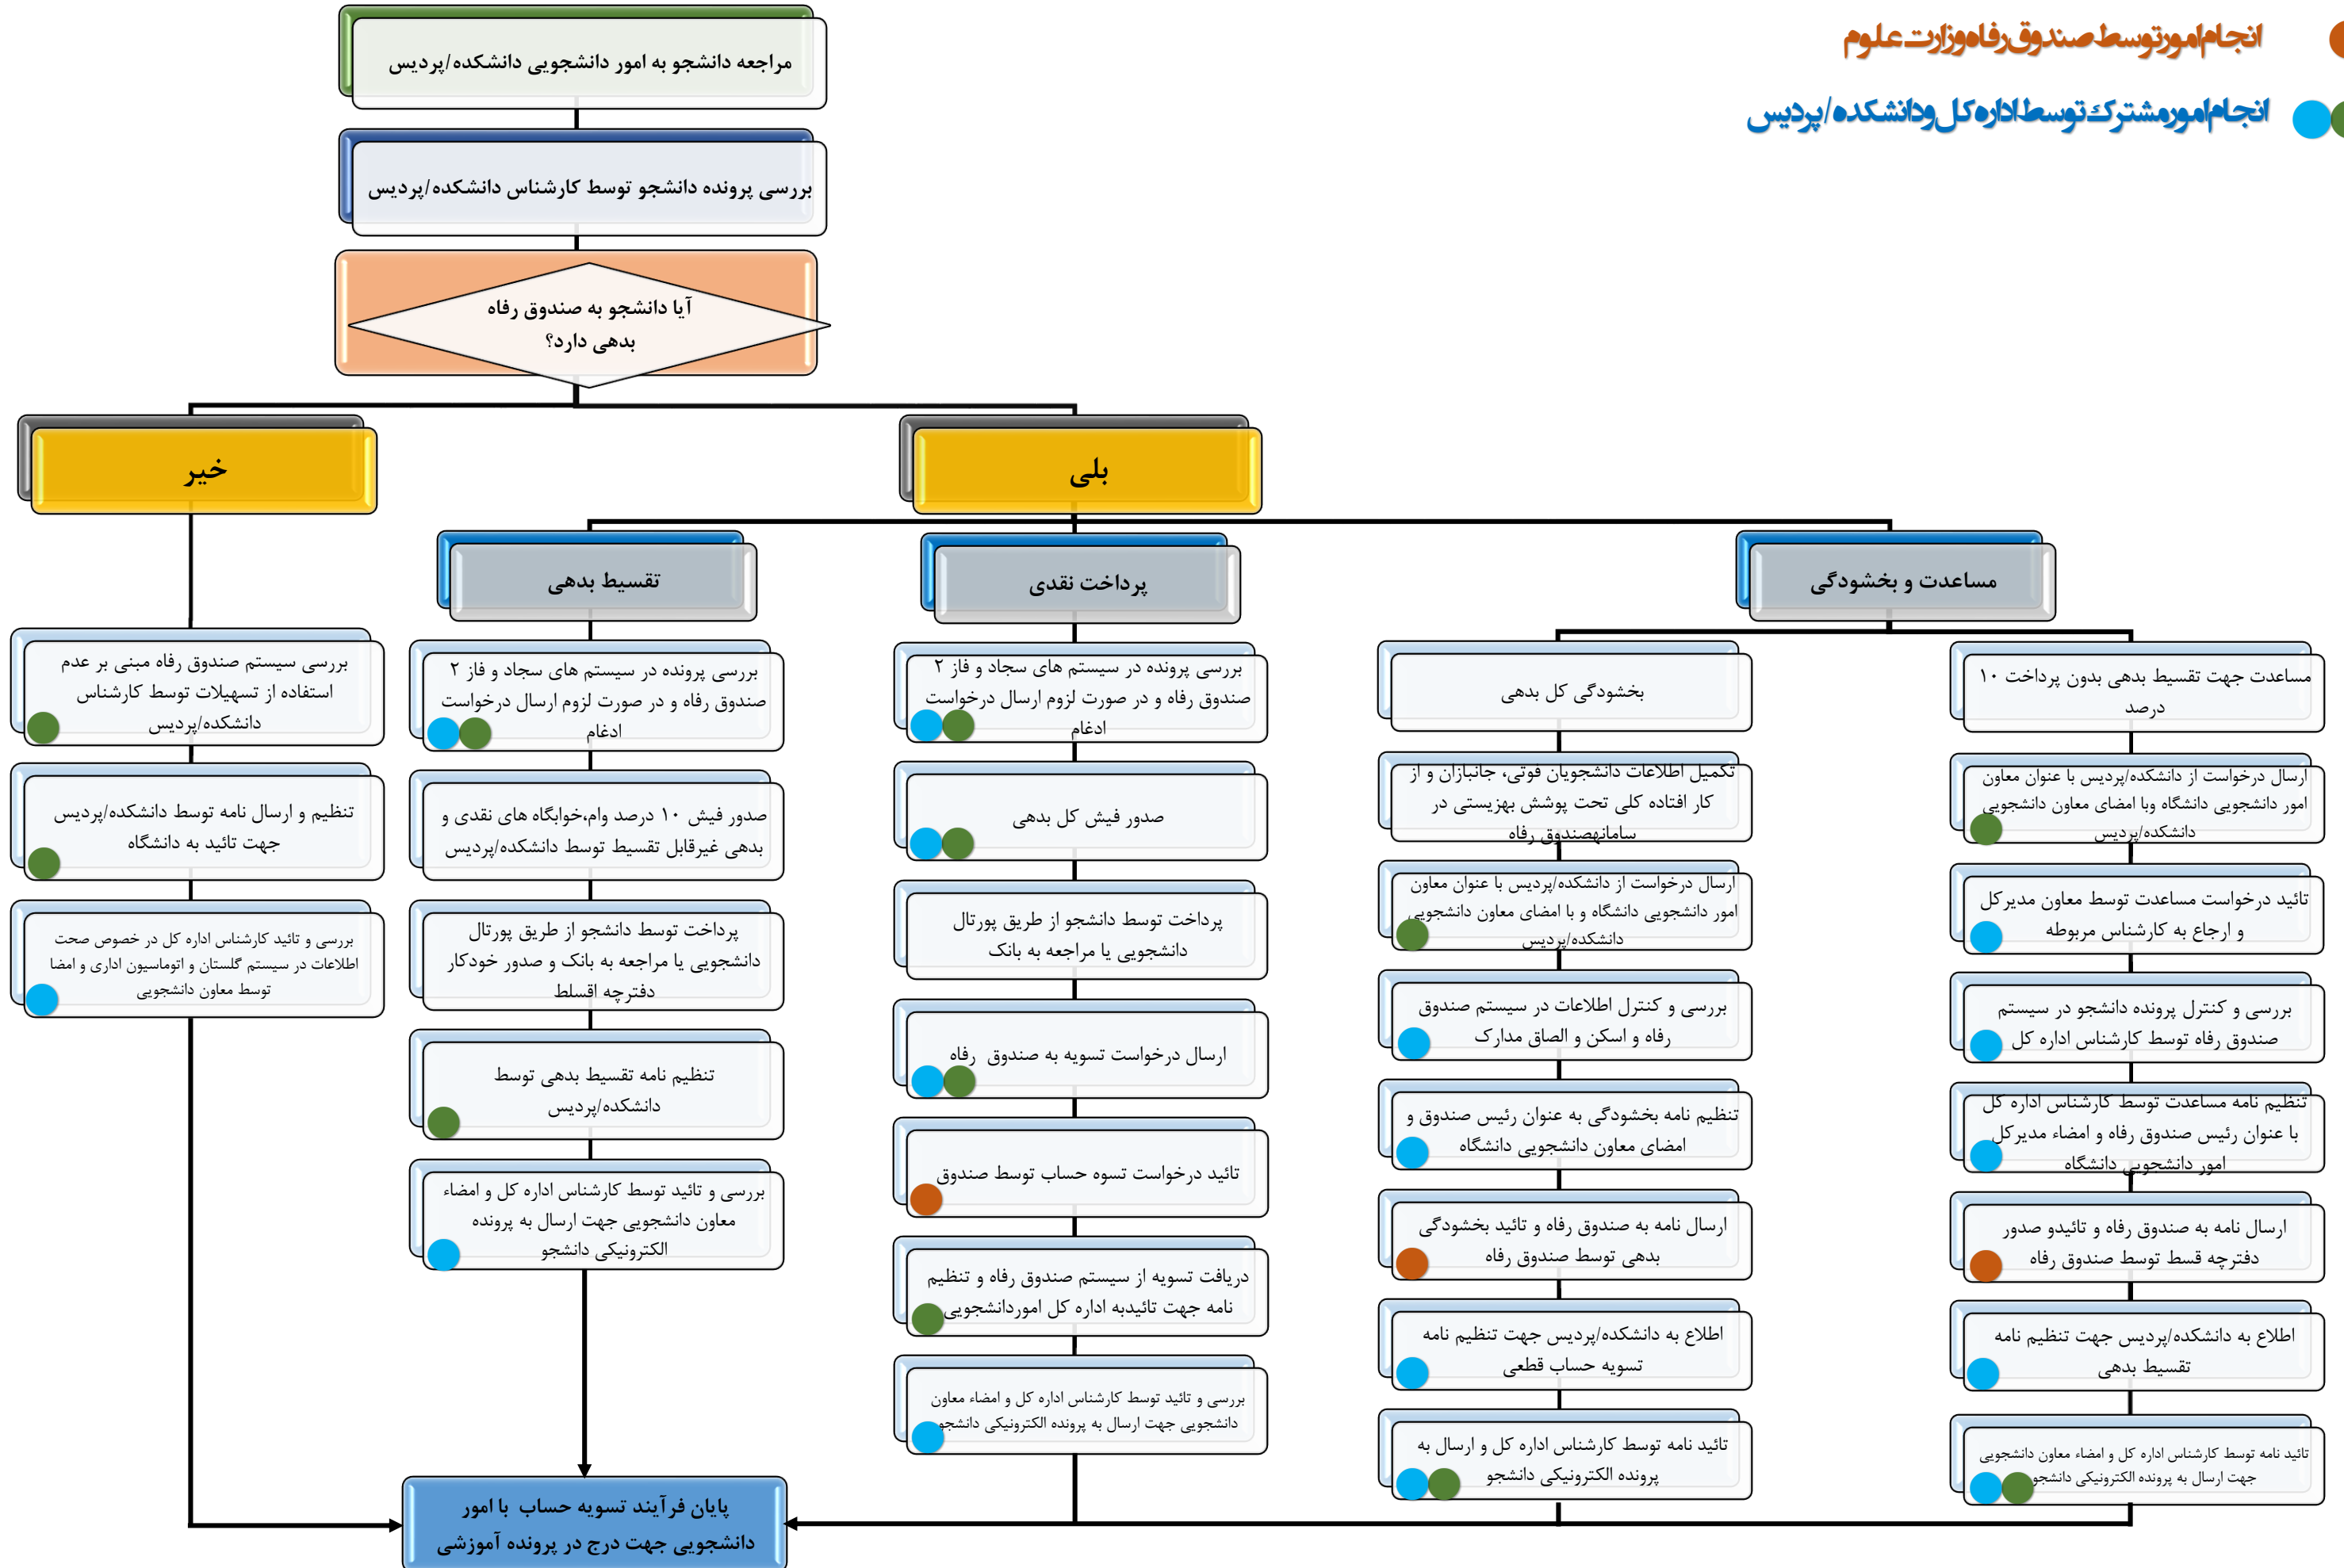 انجام امور توسط صندوق رفاه وزارت علوم
انجام امور مشترک توسط اداره کل و دانشکده/پردیس
مراجعه دانشجو به امور دانشجویی دانشکده/پردیس
بررسی پرونده دانشجو توسط کارشناس دانشکده/پردیس
آیا دانشجو به صندوق رفاه
بدهی دارد؟
بلی
خیر
مساعدت و بخشودگی
مساعدت جهت تقسیط بدهی بدون پرداخت ۱۰
درصد
ارسال درخواست از دانشکده/پردیس با عنوان معاون
امور دانشجویی دانشگاه وبا امضای معاون دانشجویی
دانشکده/پردیس
تائید درخواست مساعدت توسط معاون مدیرکل
و ارجاع به کارشناس مربوطه
بررسی و کنترل پرونده دانشجو در سیستم
صندوق رفاه توسط کارشناس اداره کل
تنظیم نامه مساعدت توسط کارشناس اداره کل
با عنوان رئیس صندوق رفاه و امضاء مدیرکل
امور دانشجویی دانشگاه
ارسال نامه به صندوق رفاه و تائیدو صدور
دفترچه قسط توسط صندوق رفاه
اطلاع به دانشکده/پردیس جهت تنظیم نامه
تقسیط بدهی
تائید نامه توسط کارشناس اداره کل و امضاء معاون دانشجویی
جهت ارسال به پرونده الکترونیکی دانشجو
بخشودگی کل بدهی
تکمیل اطلاعات دانشجویان فوتی، جانبازان و از
کار افتاده کلی تحت پوشش بهزیستی در
سامانهصندوق رفاه
ارسال درخواست از دانشکده/پردیس با عنوان معاون
امور دانشجویی دانشگاه و با امضای معاون دانشجویی
دانشکده/پردیس
بررسی و کنترل اطلاعات در سیستم صندوق
رفاه و اسکن و الصاق مدارک
تنظیم نامه بخشودگی به عنوان رئیس صندوق و
امضای معاون دانشجویی دانشگاه
ارسال نامه به صندوق رفاه و تائید بخشودگی
بدهی توسط صندوق رفاه
اطلاع به دانشکده/پردیس جهت تنظیم نامه
تسویه حساب قطعی
تائید نامه توسط کارشناس اداره کل و ارسال به
پرونده الکترونیکی دانشجو
پرداخت نقدی
بررسی پرونده در سیستم های سجاد و فاز ۲
صندوق رفاه و در صورت لزوم ارسال درخواست
ادغام
صدور فیش کل بدهی
پرداخت توسط دانشجو از طریق پورتال
دانشجویی یا مراجعه به بانک
ارسال درخواست تسویه به صندوق رفاه
تائید درخواست تسوه حساب توسط صندوق
دریافت تسویه از سیستم صندوق رفاه و تنظیم
نامه جهت تائیدبه اداره کل اموردانشجویی
بررسی و تائید توسط کارشناس اداره کل و امضاء معاون
دانشجویی جهت ارسال به پرونده الکترونیکی دانشجو
تقسیط بدهی
بررسی پرونده در سیستم های سجاد و فاز ۲
صندوق رفاه و در صورت لزوم ارسال درخواست
ادغام
صدور فیش ۱۰ درصد وام،خوابگاه های نقدی و
بدهی غیرقابل تقسیط توسط دانشکده/پردیس
پرداخت توسط دانشجو از طریق پورتال
دانشجویی یا مراجعه به بانک و صدور خودکار
دفترچه اقسلط
تنظیم نامه تقسیط بدهی توسط
دانشکده/پردیس
بررسی و تائید توسط کارشناس اداره کل و امضاء
معاون دانشجویی جهت ارسال به پرونده
الکترونیکی دانشجو
بررسی سیستم صندوق رفاه مبنی بر عدم
استفاده از تسهیلات توسط کارشناس
دانشکده/پردیس
تنظیم و ارسال نامه توسط دانشکده/پردیس
جهت تائید به دانشگاه
بررسی و تائید کارشناس اداره کل در خصوص صحت
اطلاعات در سیستم گلستان و اتوماسیون اداری و امضا
توسط معاون دانشجویی
پایان فرآیند تسویه حساب با امور
دانشجویی جهت درج در پرونده آموزشی